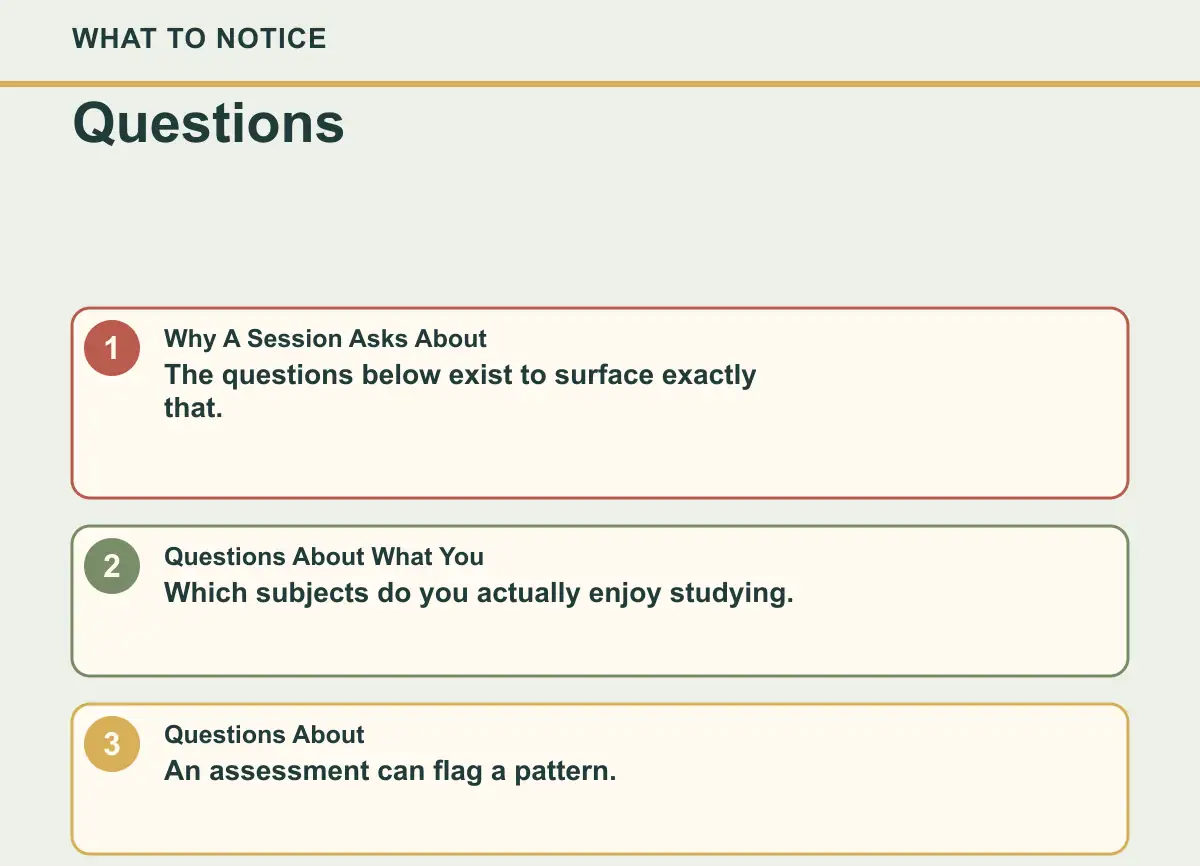 WHAT TO NOTICE
Questions
1
Why A Session Asks About
The questions below exist to surface exactly
that.
2
Questions About What You
Which subjects do you actually enjoy studying.
3
Questions About
An assessment can flag a pattern.